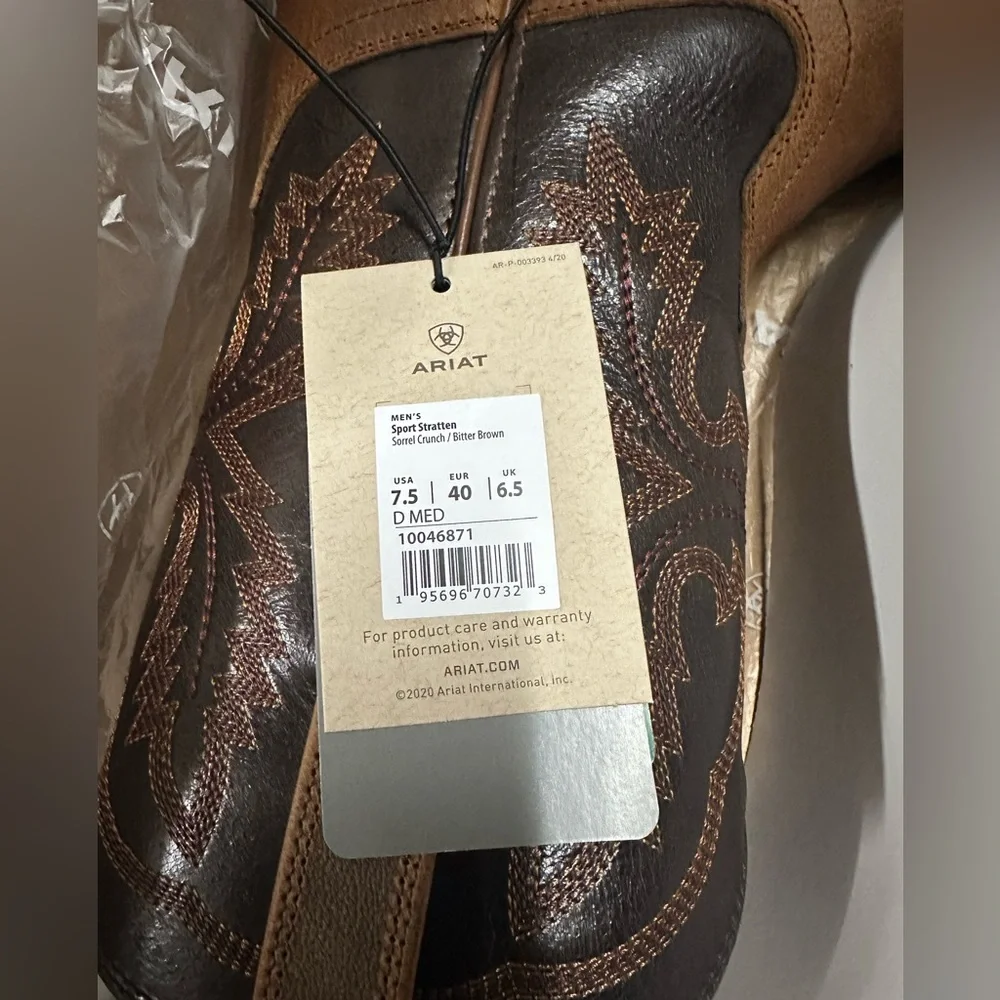 AR-P-003393 4/20
ARIAT
MEN'S
Sport Stratten
Sorrel Crunch / Bitter Brown
USA EUR UK
7.5 | 40 | 6.5
D MED
10046871
1 95696 70732 3
For product care and warranty
information, visit us at:
ARIAT.COM
©2020 Ariat International, Inc.